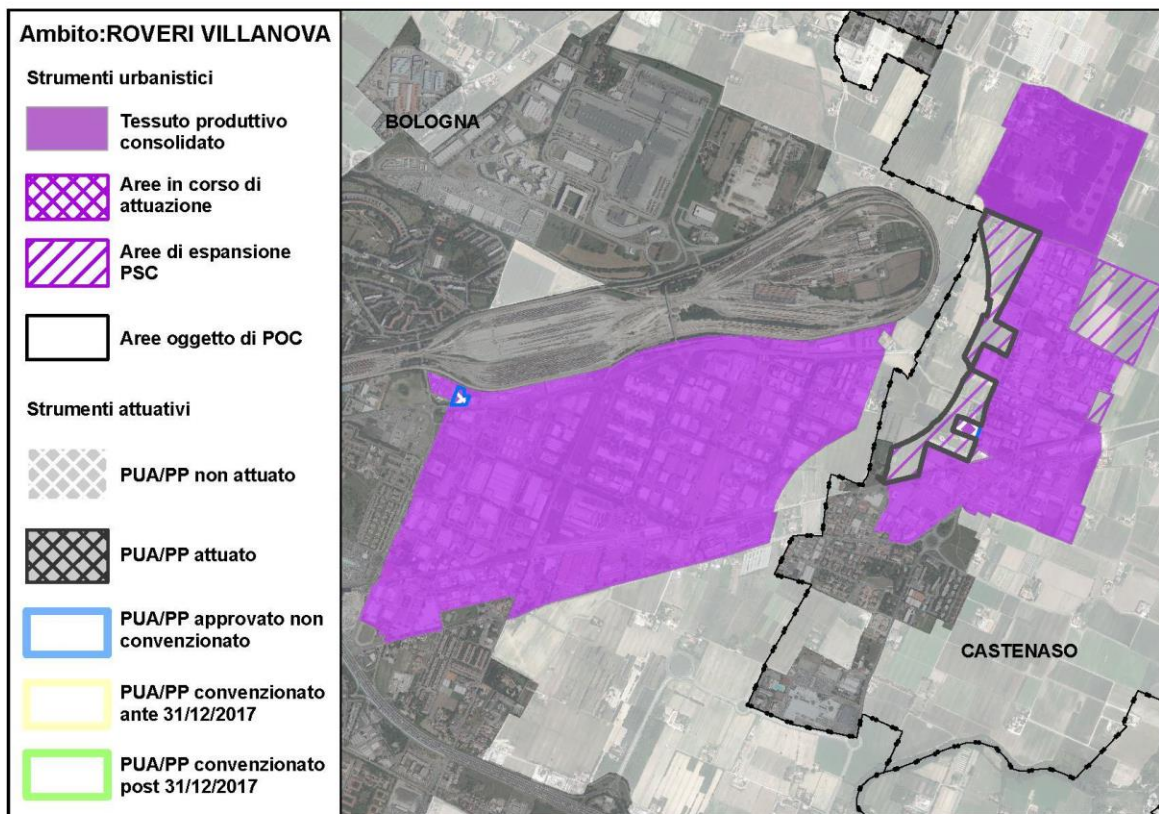 Ambito:ROVERI VILLANOVA
Strumenti urbanistici
Tessuto produttivo
consolidato
Aree in corso di
attuazione
Aree di espansione
PSC
Aree oggetto di POC
Strumenti attuativi
PUA/PP non attuato
PUA/PP attuato
PUA/PP approvato non
convenzionato
PUA/PP convenzionato
ante 31/12/2017
PUA/PP convenzionato
post 31/12/2017
BOLOGNA
CASTENASO